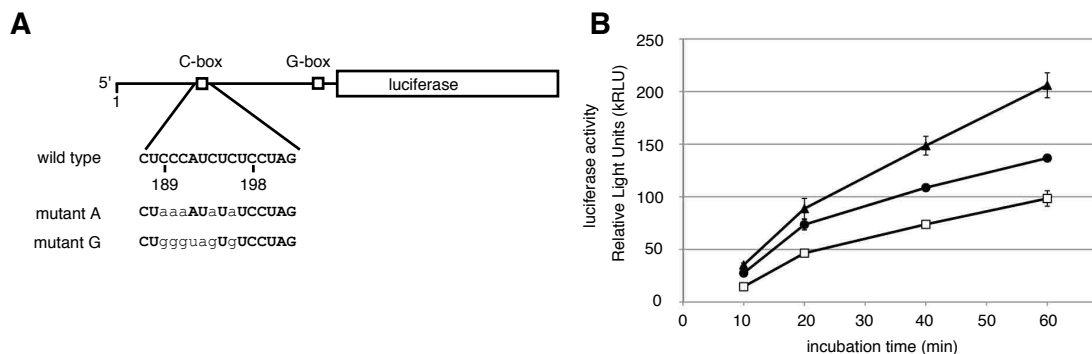 A
C-box
G-box
5'
luciferase
1
wild type CUCCCAUCUCUCCUAG
189 198
mutant A CUaaaAUaUaUCCUAG
mutant G CUggguagUgUCCUAG
B
luciferase activity
Relative Light Units (kRLU)
250
200
150
100
50
0
0 10 20 30 40 50 60
incubation time (min)